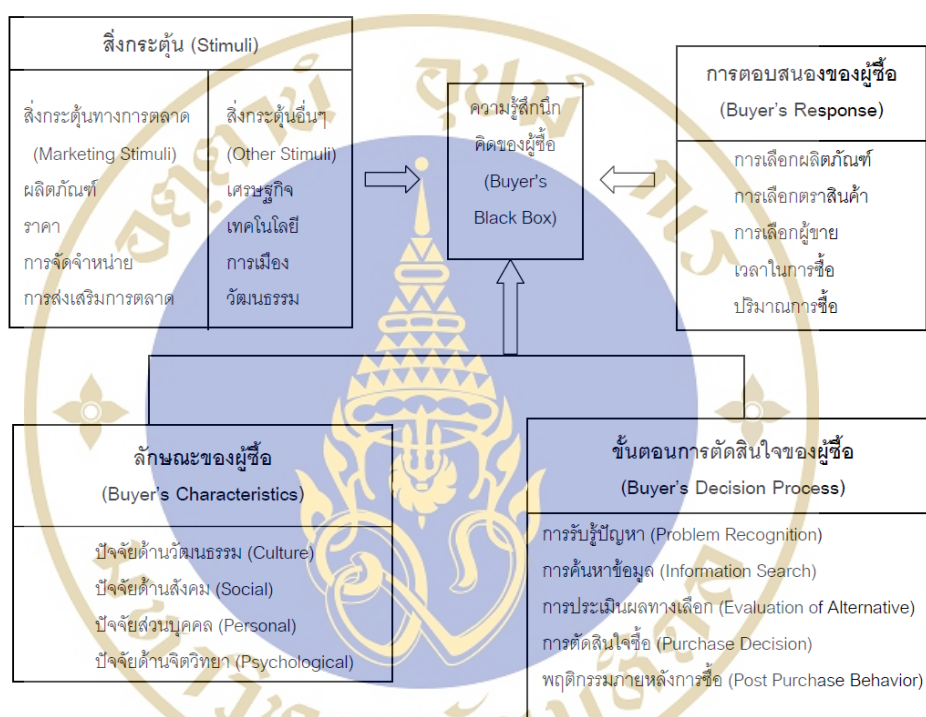 สิ่งกระตุ้น (Stimuli)
สิ่งกระตุ้นทางการตลาด
(Marketing Stimuli)
ผลิตภัณฑ์
ราคา
การจัดจำหน่าย
การส่งเสริมการตลาด
สิ่งกระตุ้นอื่นๆ
(Other Stimuli)
เศรษฐกิจ
เทคโนโลยี
การเมือง
วัฒนธรรม
ความรู้สึกนึก
คิดของผู้ซื้อ
(Buyer's
Black Box)
การตอบสนองของผู้ซื้อ
(Buyer's Response)
การเลือกผลิตภัณฑ์
การเลือกตราสินค้า
การเลือกผู้ขาย
เวลาในการซื้อ
ปริมาณการซื้อ
ลักษณะของผู้ซื้อ
(Buyer's Characteristics)
ปัจจัยด้านวัฒนธรรม (Culture)
ปัจจัยด้านสังคม (Social)
ปัจจัยส่วนบุคคล (Personal)
ปัจจัยด้านจิตวิทยา (Psychological)
ขั้นตอนการตัดสินใจของผู้ซื้อ
(Buyer's Decision Process)
การรับรู้ปัญหา (Problem Recognition)
การค้นหาข้อมูล (Information Search)
การประเมินผลทางเลือก (Evaluation of Alternative)
การตัดสินใจซื้อ (Purchase Decision)
พฤติกรรมภายหลังการซื้อ (Post Purchase Behavior)